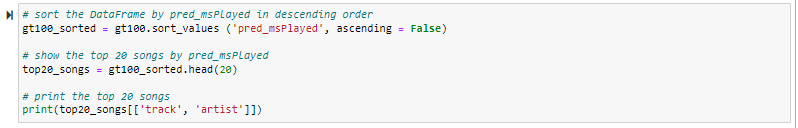 # sort the DataFrame by pred_msPlayed in descending order
gt100_sorted = gt100.sort_values ('pred_msPlayed', ascending = False)
# show the top 20 songs by pred_msPlayed
top20_songs = gt100_sorted.head(20)
# print the top 20 songs
print(top20_songs[['track', 'artist']])